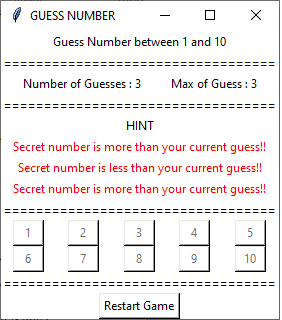 GUESS NUMBER
Guess Number between 1 and 10
=======================================
Number of Guesses : 3 Max of Guess : 3
=======================================
HINT
Secret number is more than your current guess!!
Secret number is less than your current guess!!
Secret number is more than your current guess!!
=======================================
1 2 3 4 5
6 7 8 9 10
=======================================
Restart Game